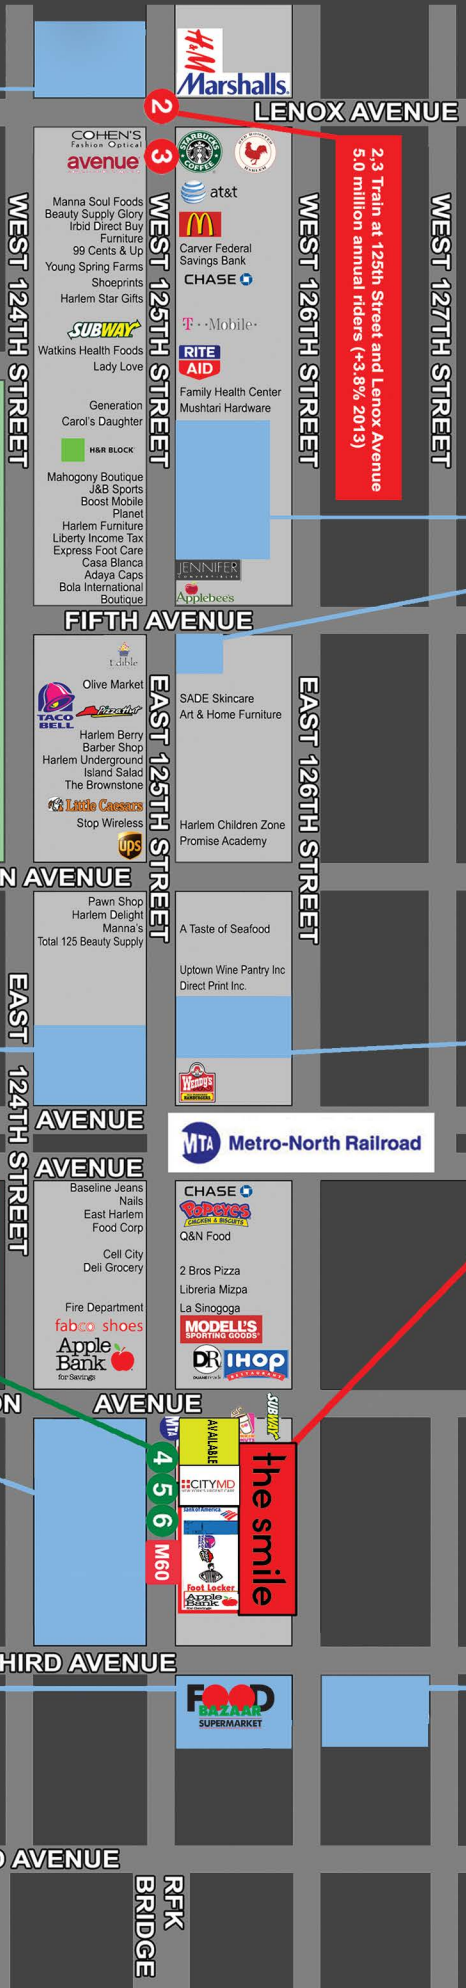 H&M
Marshalls.
LENOX AVENUE
2
3
2,3 Train at 125th Street and Lenox Avenue
5.0 million annual riders (+3.8% 2013)
WEST 124TH STREET
WEST 125TH STREET
WEST 126TH STREET
WEST 127TH STREET
COHEN'S
Fashion Optical
avenue
Manna Soul Foods
Beauty Supply Glory
Irbid Direct Buy
Furniture
99 Cents & Up
Young Spring Farms
Shoeprints
Harlem Star Gifts
SUBWAY
Watkins Health Foods
Lady Love
Generation
Carol's Daughter
H&R BLOCK
Mahogony Boutique
J&B Sports
Boost Mobile
Planet
Harlem Furniture
Liberty Income Tax
Express Foot Care
Casa Blanca
Adaya Caps
Bola International
Boutique
STARBUCKS
COFFEE
RED ROOSTER
HARLEM
at&t
M
Carver Federal
Savings Bank
CHASE
T··Mobile·
RITE
AID
Family Health Center
Mushtari Hardware
JENNIFER
CONVERTIBLES
Applebee's
FIFTH AVENUE
EAST 125TH STREET
EAST 126TH STREET
Edible
Olive Market
TACO
BELL
Pizza Hut
Harlem Berry
Barber Shop
Harlem Underground
Island Salad
The Brownstone
Little Caesars
Stop Wireless
ups
SADE Skincare
Art & Home Furniture
Harlem Children Zone
Promise Academy
N AVENUE
Pawn Shop
Harlem Delight
Manna's
Total 125 Beauty Supply
A Taste of Seafood
Uptown Wine Pantry Inc
Direct Print Inc.
WENDY'S
EAST 124TH STREET
AVENUE
MTA Metro-North Railroad
AVENUE
Baseline Jeans
Nails
East Harlem
Food Corp
Cell City
Deli Grocery
Fire Department
fabco shoes
Apple
Bank
for Savings
CHASE
POPEYES
CHICKEN & BISCUITS
Q&N Food
2 Bros Pizza
Libreria Mizpa
La Sinogoga
MODELL'S
SPORTING GOODS
DR
IHOP
RESTAURANT
ON AVENUE
MTA
4
5
6
M60
AVAILABLE
SUBWAY
CITYMD
Bank of America
Foot Locker
Apple
Bank
the smile
HIRD AVENUE
FOOD
BAZAAR
SUPERMARKET
D AVENUE
RFK
BRIDGE